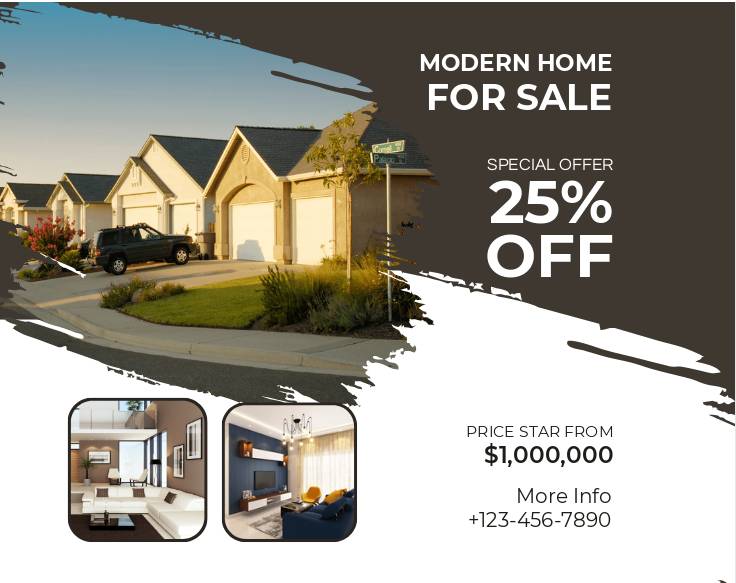 MODERN HOME
FOR SALE
SPECIAL OFFER
25%
OFF
PRICE STAR FROM
$1,000,000
More Info
+123-456-7890